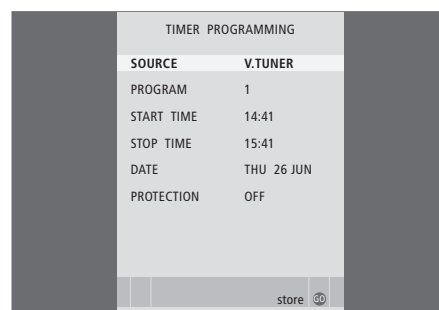 TIMER PROGRAMMING
SOURCE V.TUNER
PROGRAM 1
START TIME 14:41
STOP TIME 15:41
DATE THU 26 JUN
PROTECTION OFF
store GO